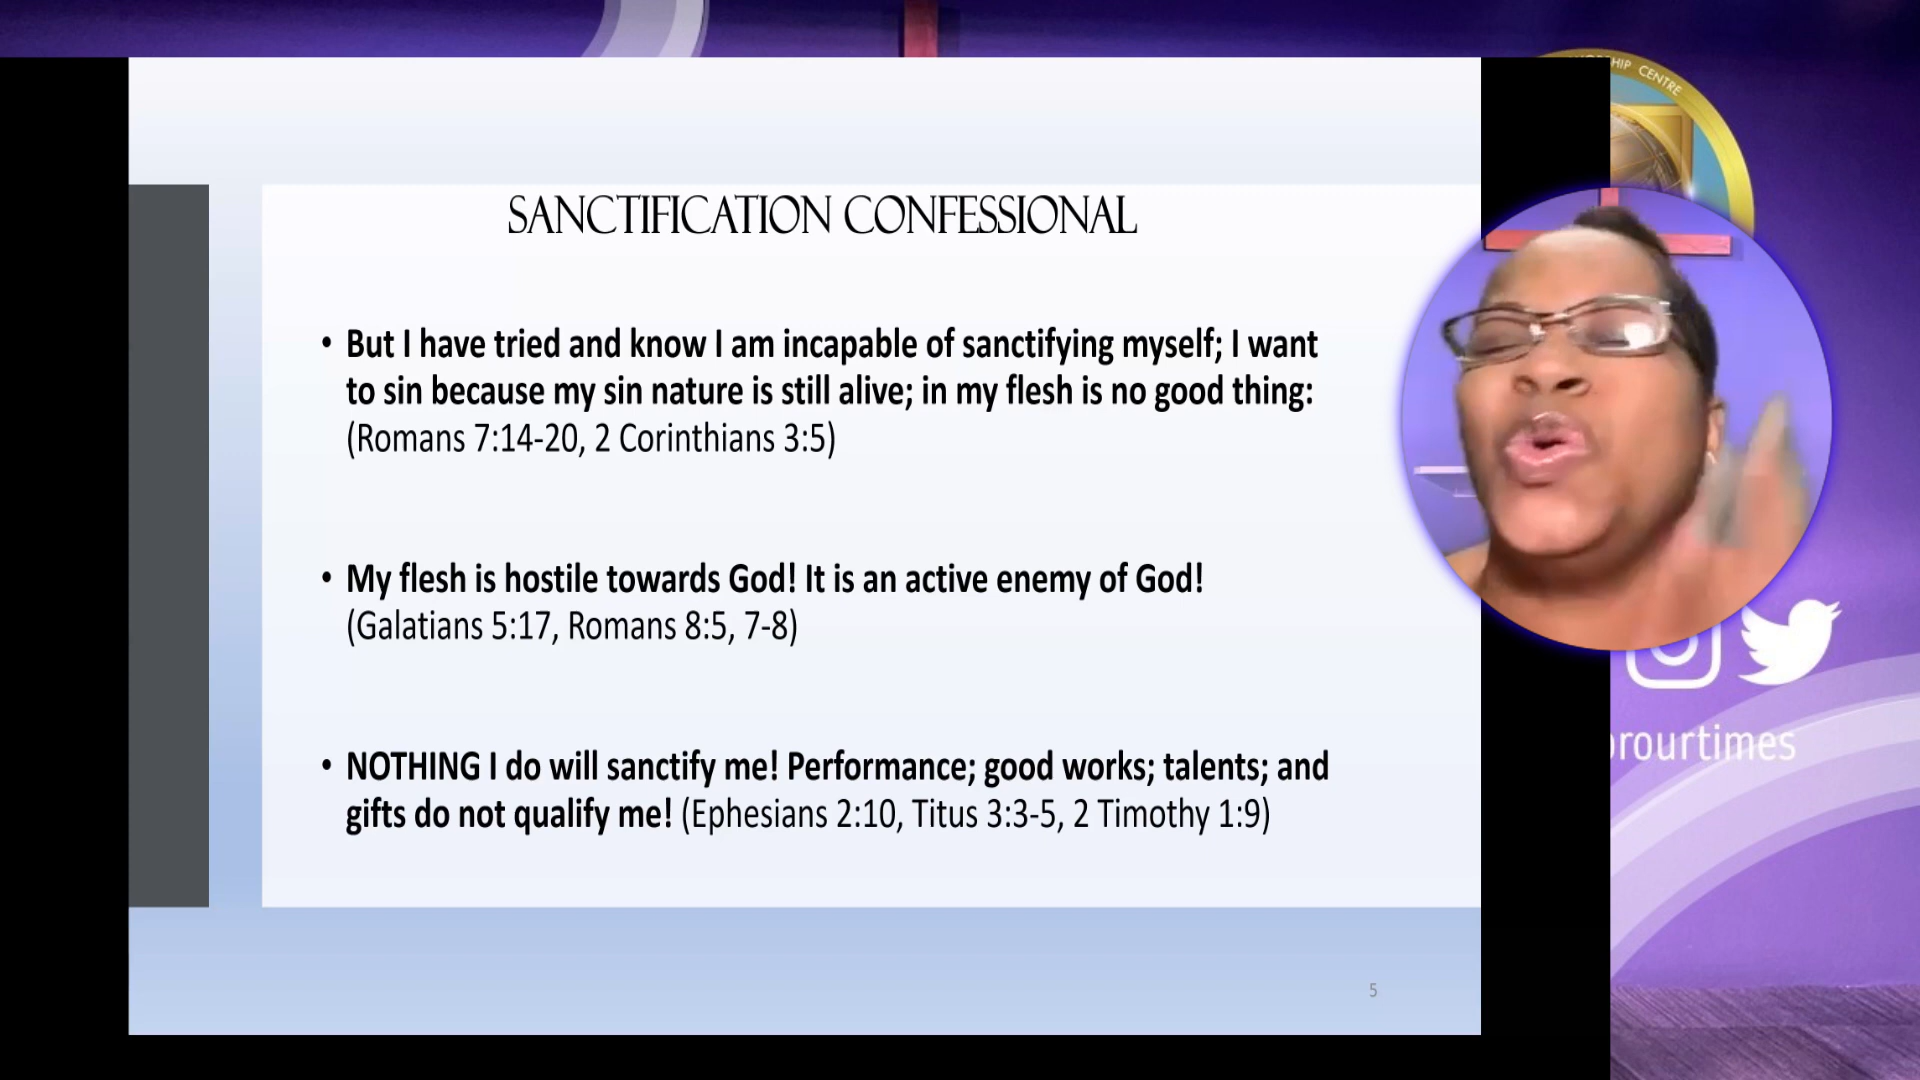 SANCTIFICATION CONFESSIONAL
• But I have tried and know I am incapable of sanctifying myself; I want
to sin because my sin nature is still alive; in my flesh is no good thing:
(Romans 7:14-20, 2 Corinthians 3:5)
• My flesh is hostile towards God! It is an active enemy of God!
(Galatians 5:17, Romans 8:5, 7-8)
• NOTHING I do will sanctify me! Performance; good works; talents; and
gifts do not qualify me! (Ephesians 2:10, Titus 3:3-5, 2 Timothy 1:9)
5
CENTRE
rourtimes